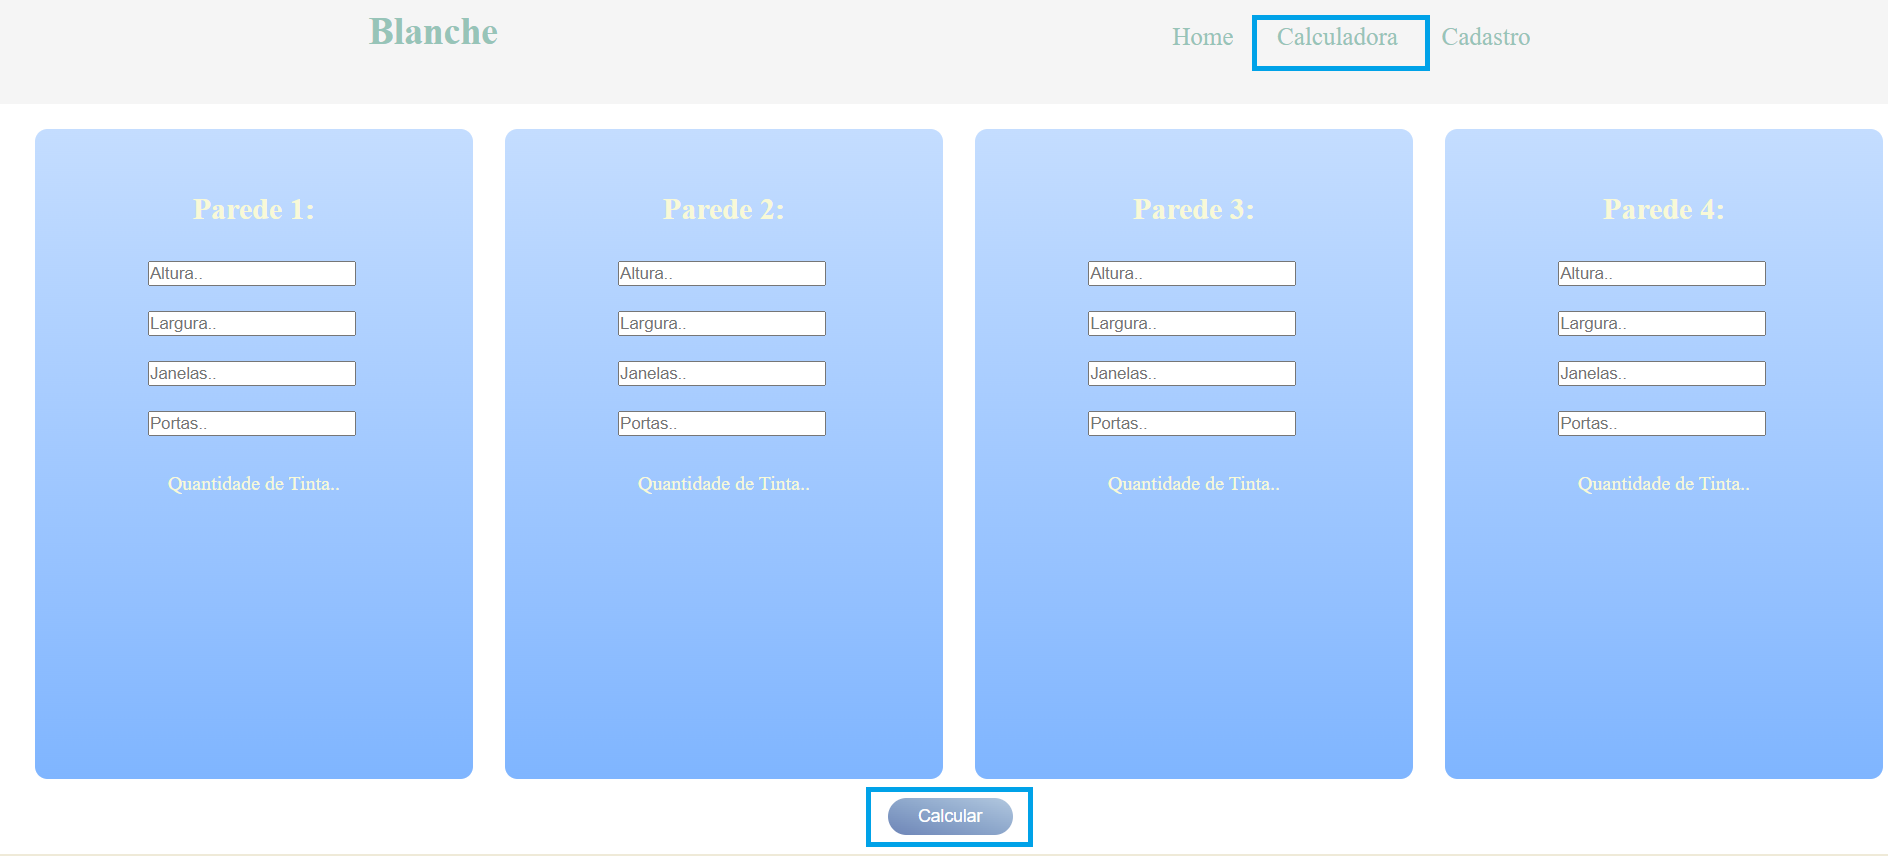 Blanche
Home Calculadora Cadastro
Parede 1:
Altura..
Largura..
Janelas..
Portas..
Quantidade de Tinta..
Parede 2:
Altura..
Largura..
Janelas..
Portas..
Quantidade de Tinta..
Parede 3:
Altura..
Largura..
Janelas..
Portas..
Quantidade de Tinta..
Parede 4:
Altura..
Largura..
Janelas..
Portas..
Quantidade de Tinta..
Calcular